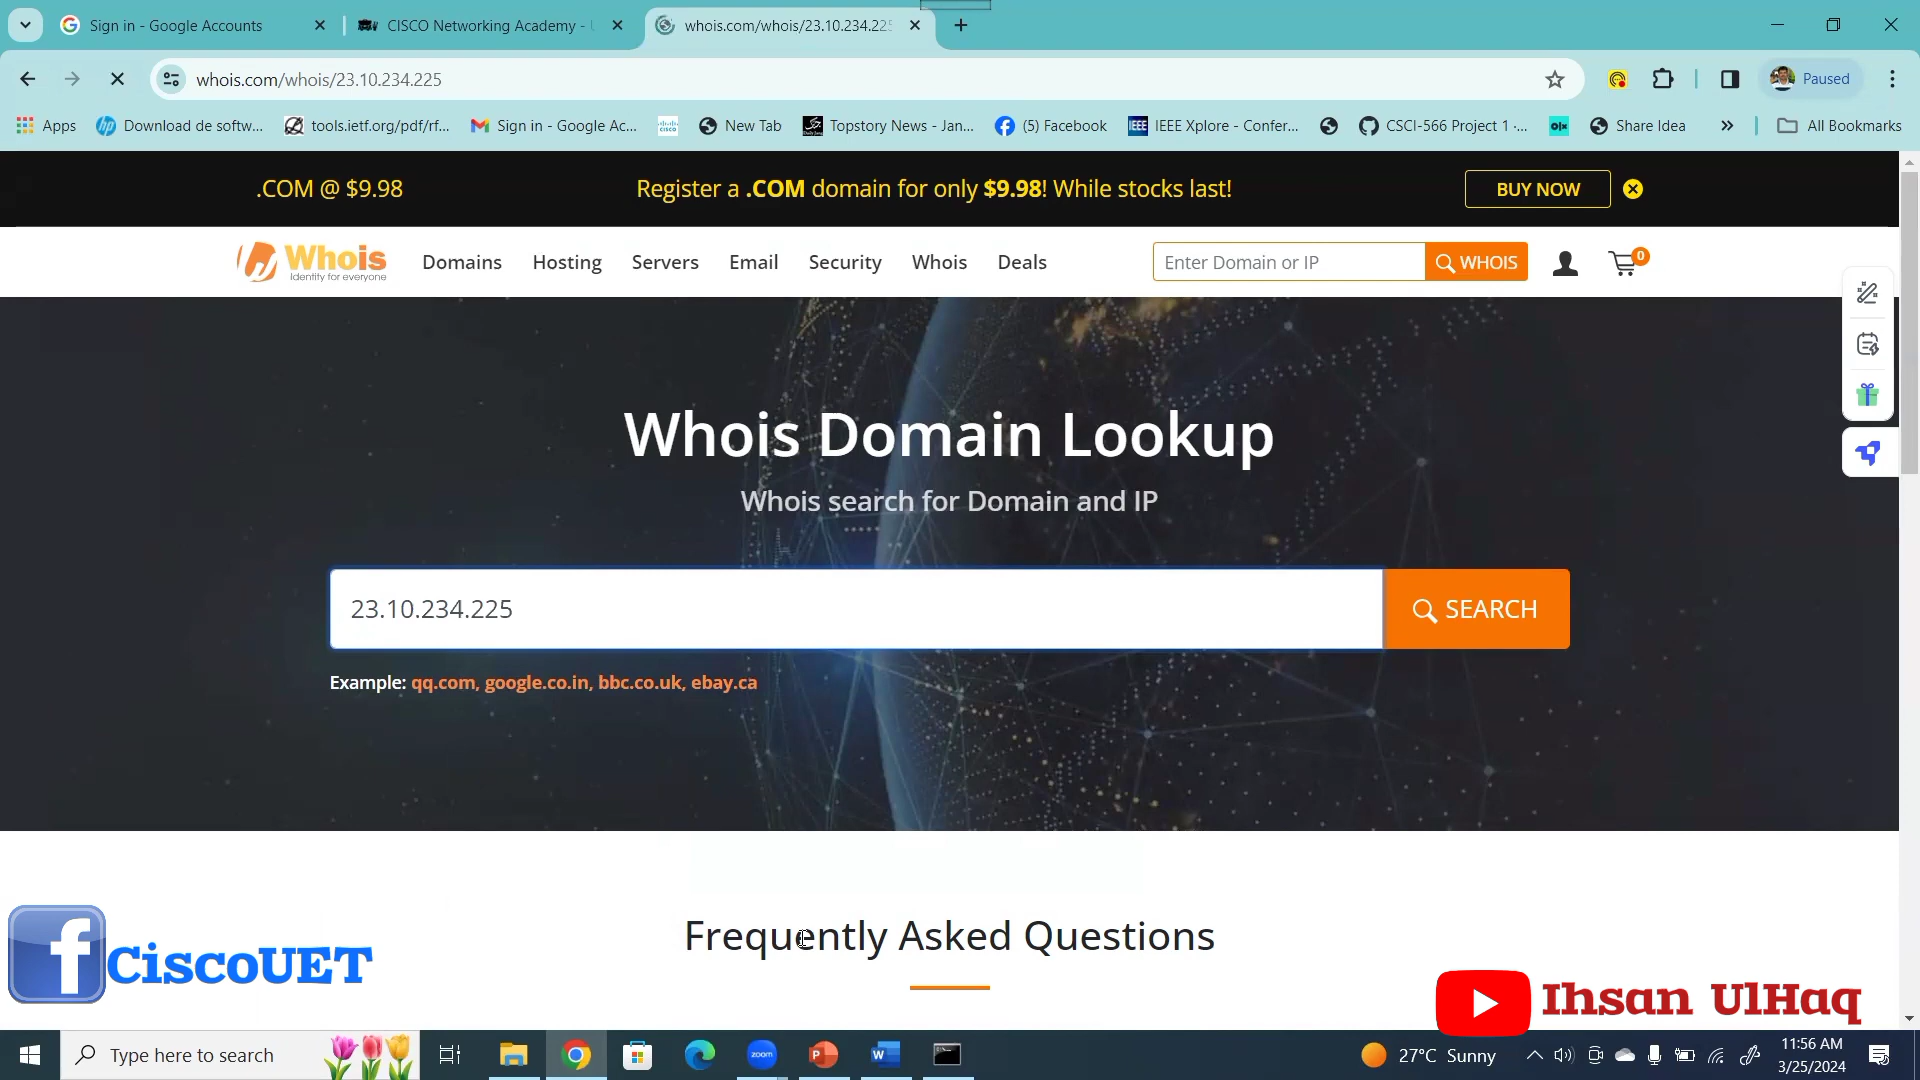 Sign in - Google Accounts
CISCO Networking Academy -
whois.com/whois/23.10.234.225
whois.com/whois/23.10.234.225
Paused
Apps
Download de softw...
tools.ietf.org/pdf/rf...
Sign in - Google Ac...
New Tab
Topstory News - Jan...
(5) Facebook
IEEE Xplore - Confer...
CSCI-566 Project 1 -...
Share Idea
All Bookmarks
.COM @ $9.98
Register a .COM domain for only $9.98! While stocks last!
BUY NOW
Whois
Identity for everyone
Domains
Hosting
Servers
Email
Security
Whois
Deals
Enter Domain or IP
WHOIS
0
Whois Domain Lookup
Whois search for Domain and IP
23.10.234.225
SEARCH
Example: qq.com, google.co.in, bbc.co.uk, ebay.ca
Frequently Asked Questions
CiscoUET
Ihsan UlHaq
Type here to search
zoom
27°C Sunny
11:56 AM
3/25/2024